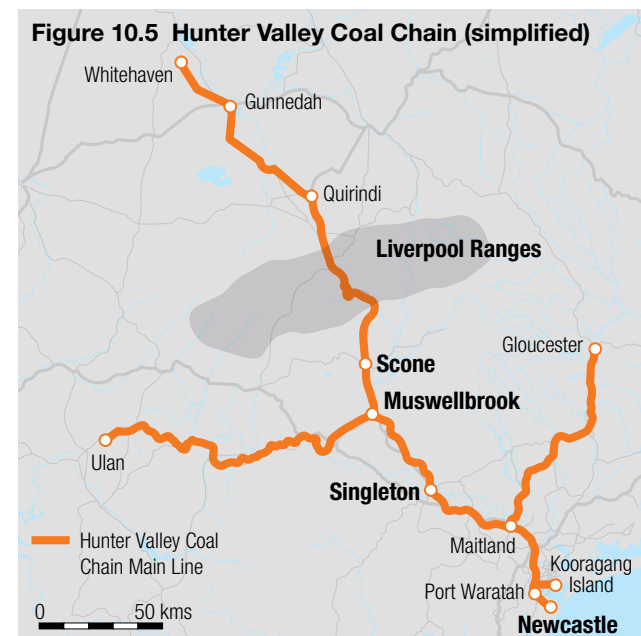 Figure 10.5 Hunter Valley Coal Chain (simplified)
Whitehaven
Gunnedah
Quirindi
Liverpool Ranges
Gloucester
Scone
Muswellbrook
Ulan
Singleton
Maitland
Hunter Valley Coal
Chain Main Line
Kooragang
Island
Port Waratah
Newcastle
0 50 kms